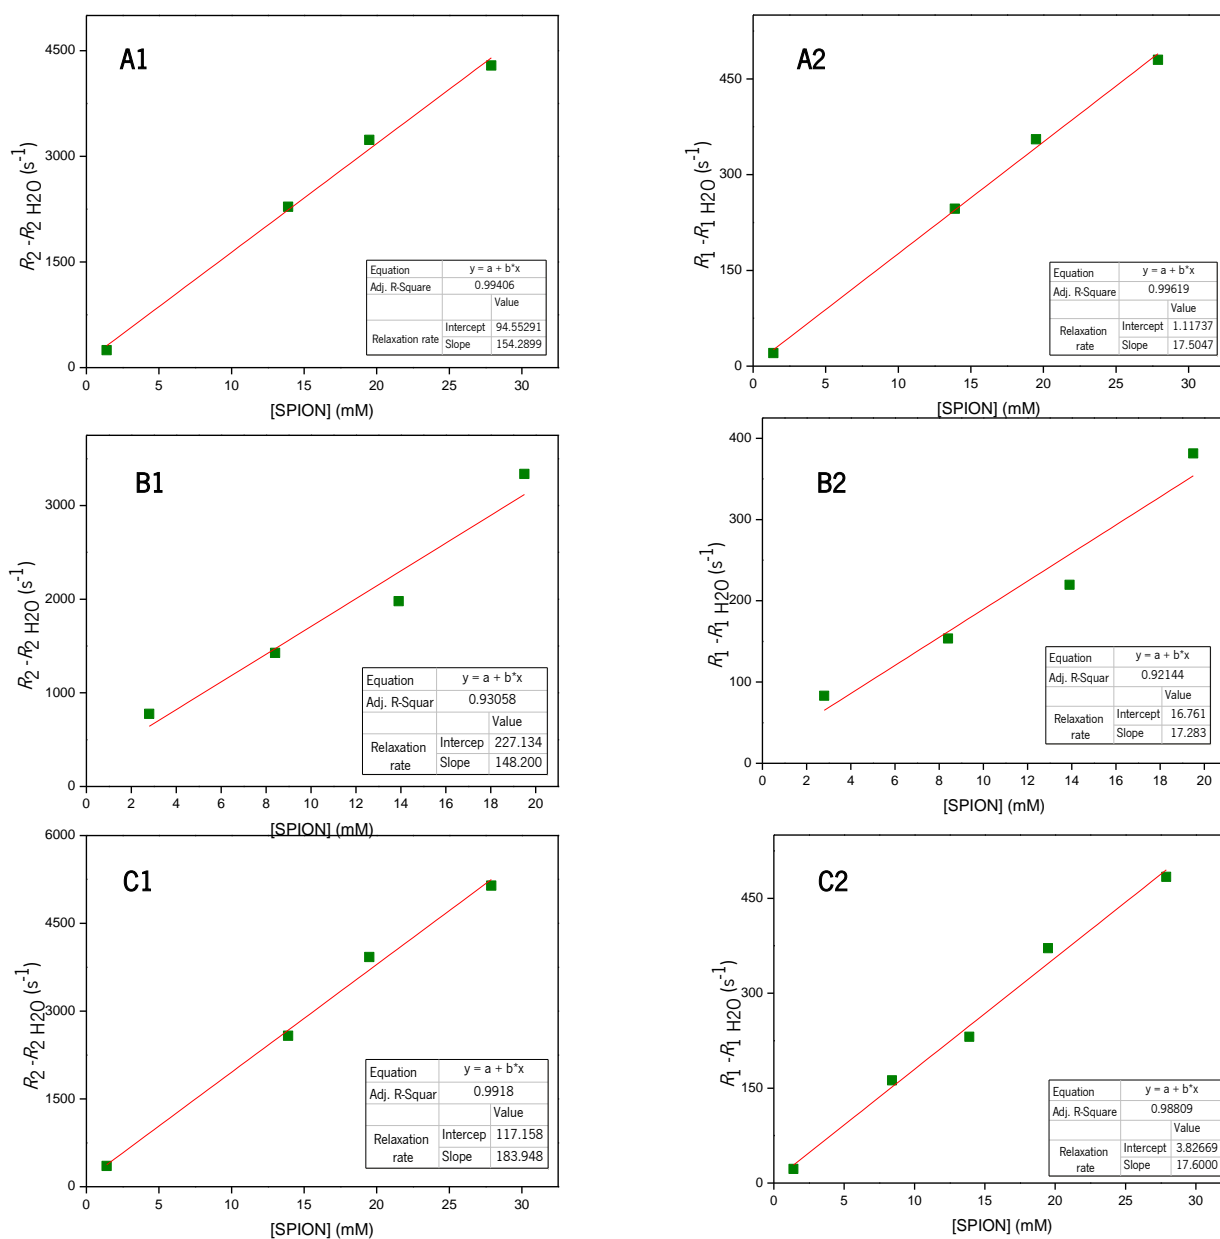 A1
4500
3000
1500
0
R2 -R2 H2O (s-1)
0 5 10 15 20 25 30
[SPION] (mM)
Equation y = a + b*x
Adj. R-Square 0.99406
Value
Relaxation rate Intercept 94.55291
Slope 154.2899
A2
450
300
150
0
R1 -R1 H2O (s-1)
0 5 10 15 20 25 30
[SPION] (mM)
Equation y = a + b*x
Adj. R-Square 0.99619
Value
Relaxation
rate
Intercept 1.11737
Slope 17.5047
B1
3000
2000
1000
0
R2 -R2 H2O (s-1)
0 2 4 6 8 10 12 14 16 18 20
[SPION] (mM)
Equation y = a + b*x
Adj. R-Squar 0.93058
Value
Relaxation
rate
Intercep 227.134
Slope 148.200
B2
400
300
200
100
0
R1 -R1 H2O (s-1)
0 2 4 6 8 10 12 14 16 18 20
[SPION] (mM)
Equation y = a + b*x
Adj. R-Squar 0.92144
Value
Relaxation
rate
Intercept 16.761
Slope 17.283
C1
6000
4500
3000
1500
0
R2 -R2 H2O (s-1)
0 5 10 15 20 25 30
[SPION] (mM)
Equation y = a + b*x
Adj. R-Squar 0.9918
Value
Relaxation
rate
Intercep 117.158
Slope 183.948
C2
450
300
150
0
R1 -R1 H2O (s-1)
0 5 10 15 20 25 30
[SPION] (mM)
Equation y = a + b*x
Adj. R-Square 0.98809
Value
Relaxation
rate
Intercept 3.82669
Slope 17.6000